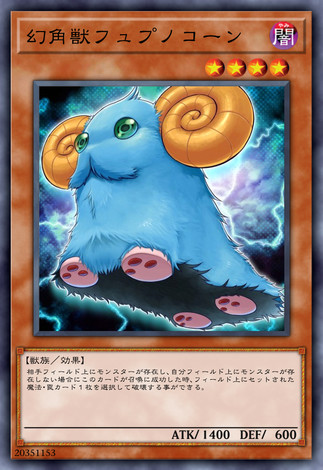 幻角獣フュプノコーン
やみ
闇
【獣族／効果】
相手フィールド上にモンスターが存在し、自分フィールド上にモンスターが
存在しない場合にこのカードが召喚に成功した時、フィールド上にセットされた
魔法・罠カード１枚を選択して破壊する事ができる。
ATK/ 1400 DEF/ 600
20351153